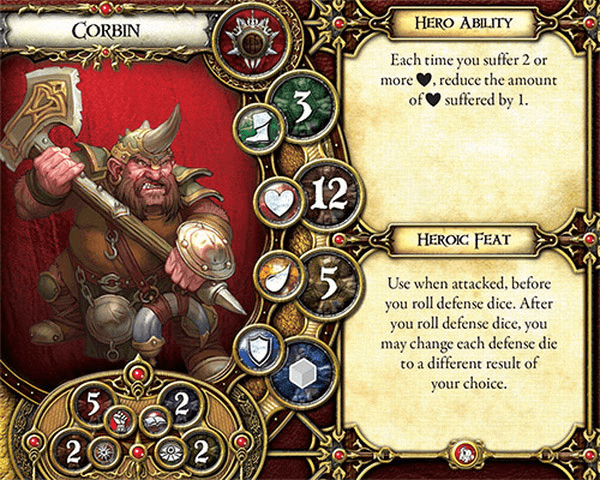 Corbin
3
12
5
5 2
2 2
Hero Ability
Each time you suffer 2 or
more ♥, reduce the amount
of ♥ suffered by 1.
Heroic Feat
Use when attacked, before
you roll defense dice. After
you roll defense dice, you
may change each defense die
to a different result of
your choice.